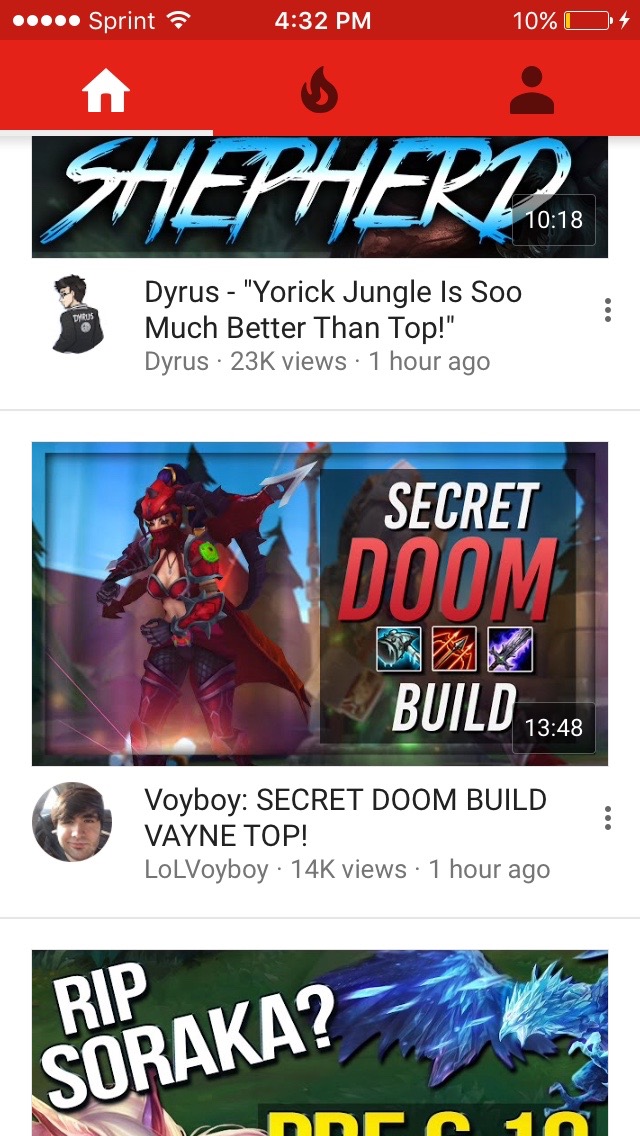 Sprint 4:32 PM 10%
SHEPHERD
10:18
DYRUS
Dyrus - "Yorick Jungle Is Soo
Much Better Than Top!"
Dyrus · 23K views · 1 hour ago
SECRET
DOOM
BUILD
13:48
Voyboy: SECRET DOOM BUILD
VAYNE TOP!
LoLVoyboy · 14K views · 1 hour ago
RIP
SORAKA?